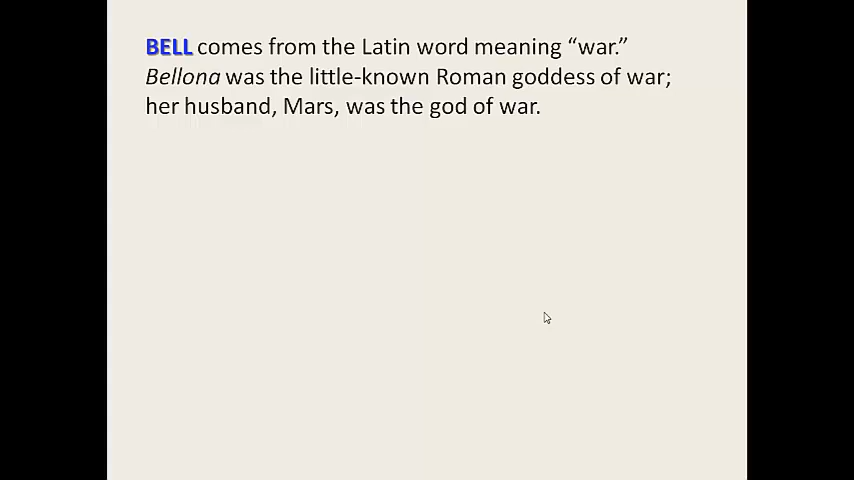 BELL comes from the Latin word meaning “war.”
Bellona was the little-known Roman goddess of war;
her husband, Mars, was the god of war.